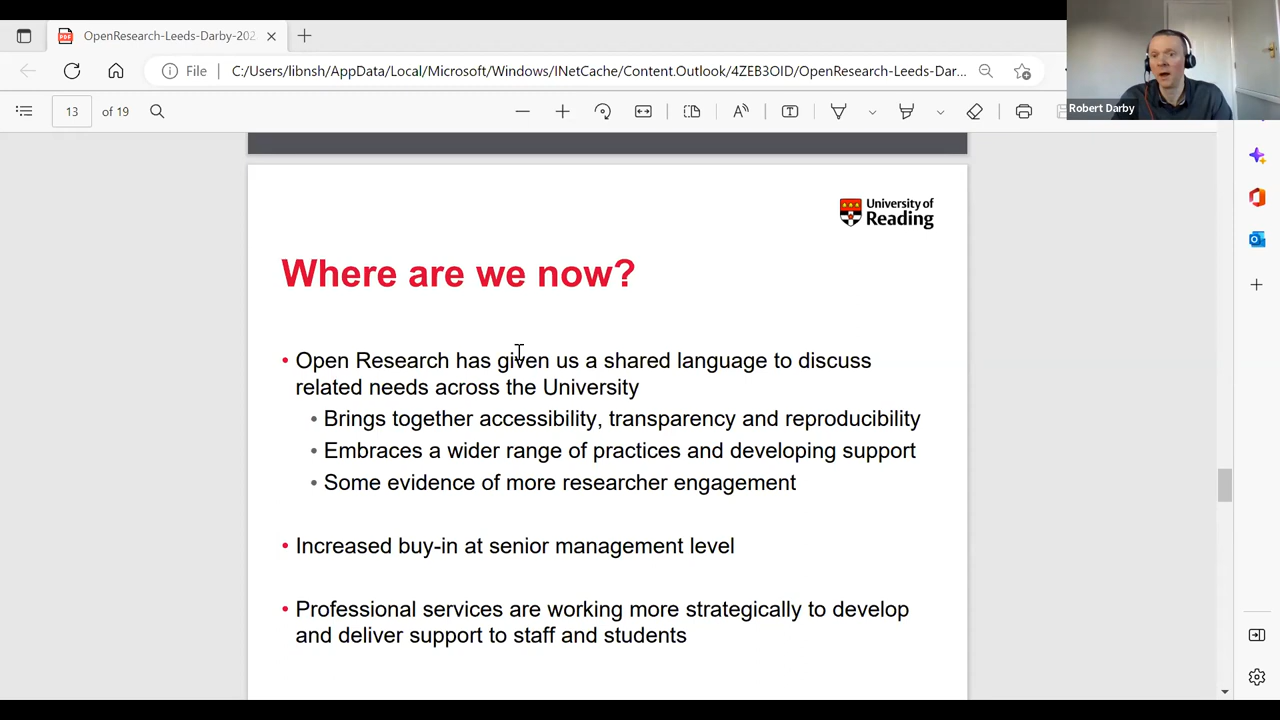 OpenResearch-Leeds-Darby-202
File
C:/Users/libnsh/AppData/Local/Microsoft/Windows/INetCache/Content.Outlook/4ZEB3OID/OpenResearch-Leeds-Dar...
13 of 19
Robert Darby
University of
Reading
Where are we now?
• Open Research has given us a shared language to discuss
related needs across the University
• Brings together accessibility, transparency and reproducibility
• Embraces a wider range of practices and developing support
• Some evidence of more researcher engagement
• Increased buy-in at senior management level
• Professional services are working more strategically to develop
and deliver support to staff and students